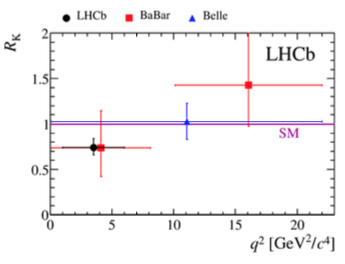 LHCb BaBar Belle
R_K
2
LHCb
1.5
1
SM
0.5
0
0 5 10 15 20
q² [GeV²/c⁴]